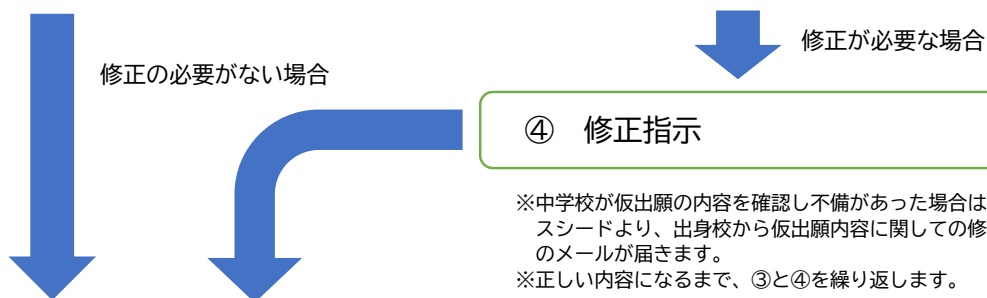 修正が必要な場合
修正の必要がない場合
④ 修正指示
※中学校が仮出願の内容を確認し不備があった場合は
スシードより、出身校から仮出願内容に関しての修
のメールが届きます。
※正しい内容になるまで、③と④を繰り返します。